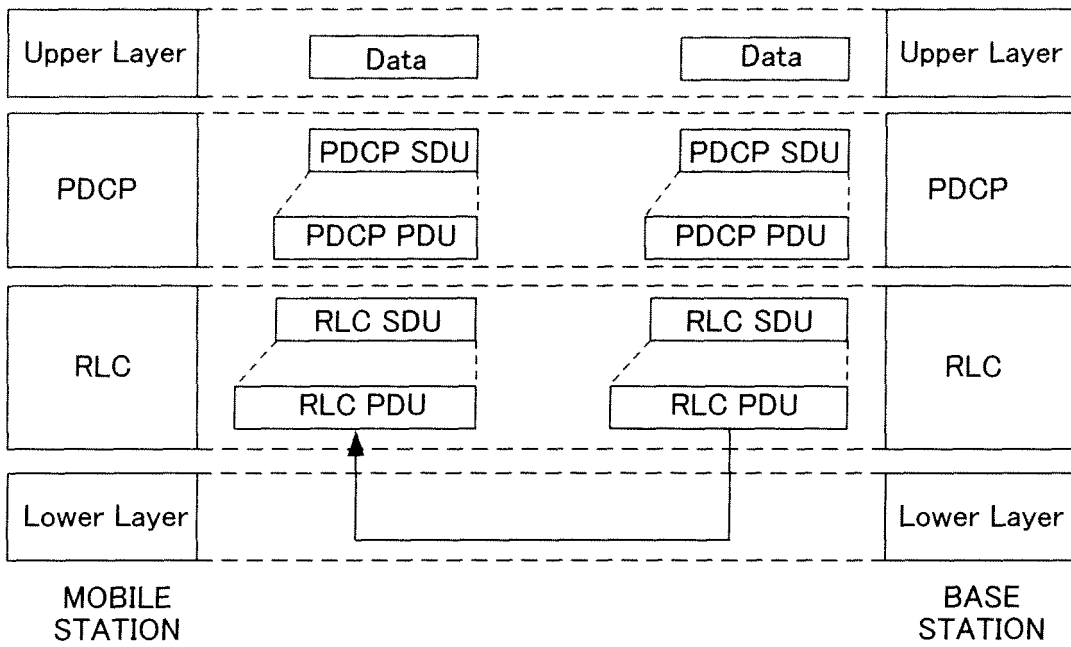 Upper Layer Data Data Upper Layer
PDCP SDU PDCP SDU
PDCP PDCP
PDCP PDU PDCP PDU
RLC SDU RLC SDU
RLC RLC
RLC PDU RLC PDU
Lower Layer Lower Layer
MOBILE BASE
STATION STATION